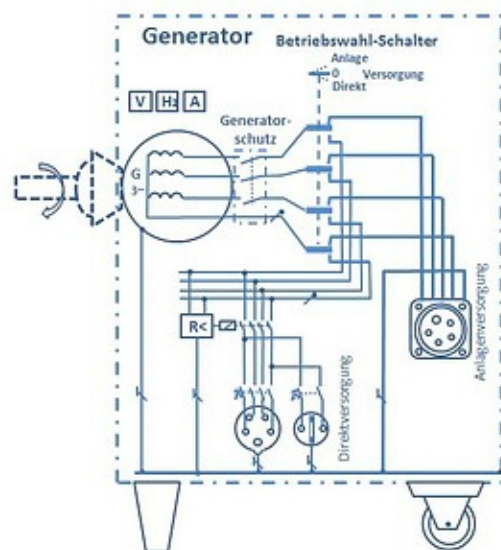 Generator
Betriebswahl-Schalter
Anlage
0 Versorgung
Direkt
V Hz A
Generator-
schutz
G
3~
R<
Direktversorgung
Anlagenversorgung